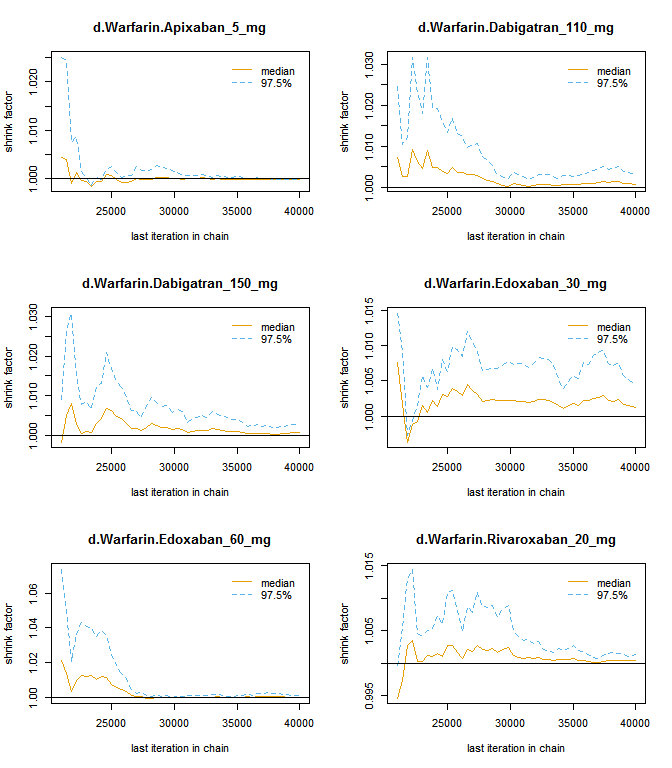 d.Warfarin.Apixaban_5_mg
shrink factor
1.000
1.010
1.020
median
97.5%
25000
30000
35000
40000
last iteration in chain
d.Warfarin.Dabigatran_110_mg
shrink factor
1.000
1.010
1.020
1.030
median
97.5%
25000
30000
35000
40000
last iteration in chain
d.Warfarin.Dabigatran_150_mg
shrink factor
1.000
1.010
1.020
1.030
median
97.5%
25000
30000
35000
40000
last iteration in chain
d.Warfarin.Edoxaban_30_mg
shrink factor
1.000
1.005
1.010
1.015
median
97.5%
25000
30000
35000
40000
last iteration in chain
d.Warfarin.Edoxaban_60_mg
shrink factor
1.00
1.02
1.04
1.06
median
97.5%
25000
30000
35000
40000
last iteration in chain
d.Warfarin.Rivaroxaban_20_mg
shrink factor
0.995
1.005
1.015
median
97.5%
25000
30000
35000
40000
last iteration in chain